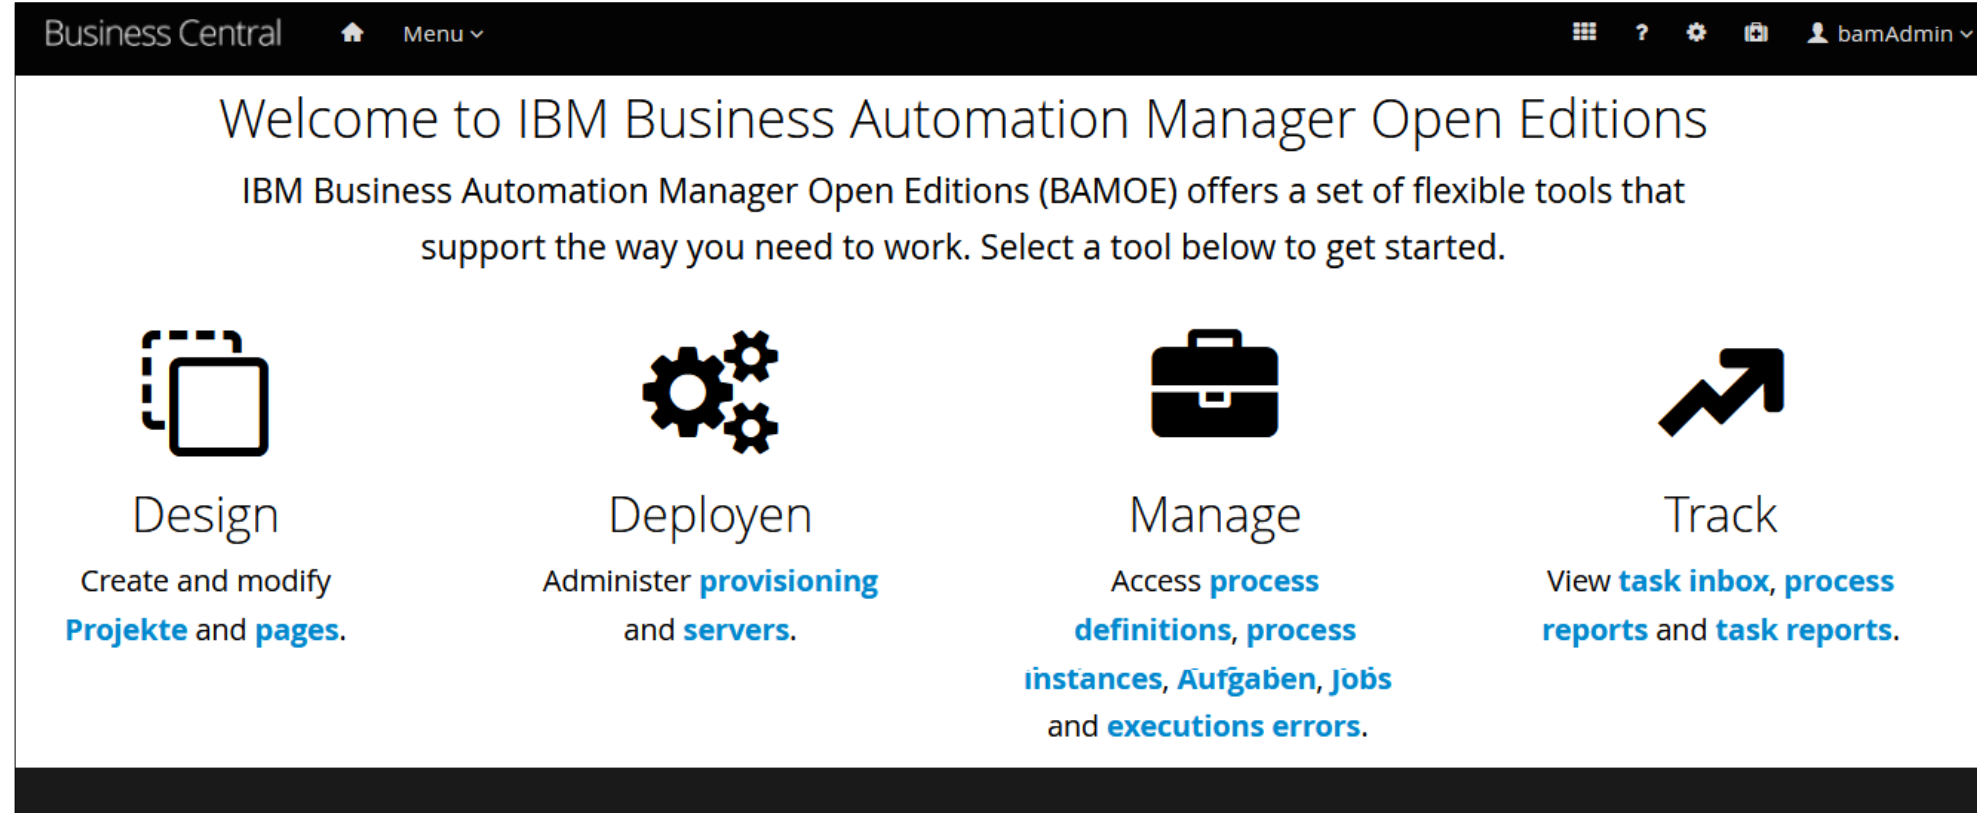 Business Central Menu ? bamAdmin
Welcome to IBM Business Automation Manager Open Editions
IBM Business Automation Manager Open Editions (BAMOE) offers a set of flexible tools that
support the way you need to work. Select a tool below to get started.
Design
Create and modify
Projekte and pages.
Deployen
Administer provisioning
and servers.
Manage
Access process
definitions, process
instances, Aufgaben, Jobs
and executions errors.
Track
View task inbox, process
reports and task reports.